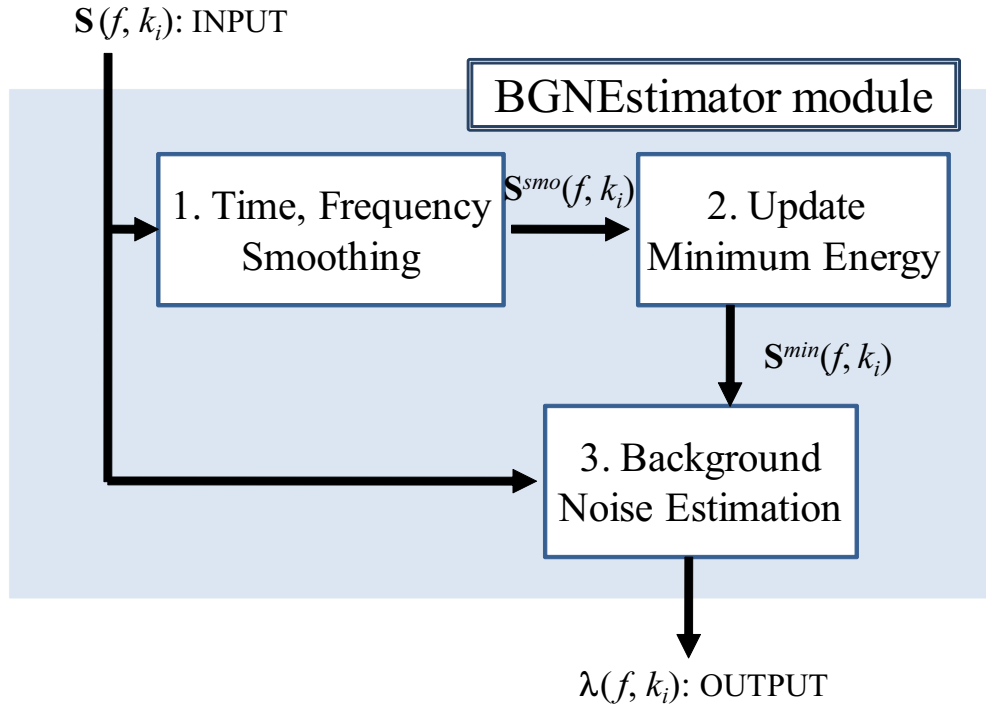 S(f, kᵢ): INPUT
BGNEstimator module
1. Time, Frequency
Smoothing
Sˢᵐᵒ(f, kᵢ)
2. Update
Minimum Energy
Sᵐⁱⁿ(f, kᵢ)
3. Background
Noise Estimation
λ(f, kᵢ): OUTPUT